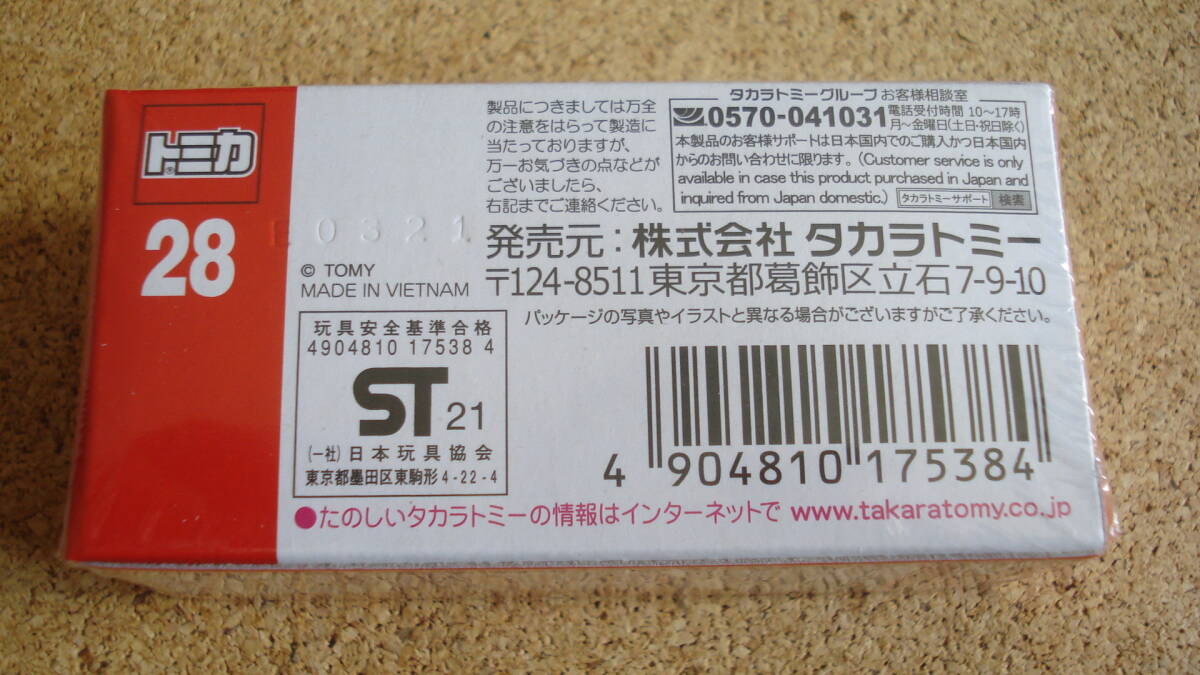 トミカ
28
製品につきましては万全
の注意をはらって製造に
当たっておりますが、
万一お気づきの点などが
ございましたら、
右記までご連絡ください。
タカラトミーグループ お客様相談室
0570-041031 電話受付時間 10〜17時
月〜金曜日(土日・祝日除く)
本製品のお客様サポートは日本国内でのご購入かつ日本国内
からのお問い合わせに限ります。(Customer service is only
available in case this product purchased in Japan and
inquired from Japan domestic.) タカラトミーサポート 検索
E0321
© TOMY
MADE IN VIETNAM
発売元:株式会社 タカラトミー
〒124-8511 東京都葛飾区立石7-9-10
パッケージの写真やイラストと異なる場合がございますがご了承ください。
玩具安全基準合格
4904810 17538 4
ST 21
(一社)日本玩具協会
東京都墨田区東駒形4-22-4
4 904810 175384
●たのしいタカラトミーの情報はインターネットで www.takaratomy.co.jp